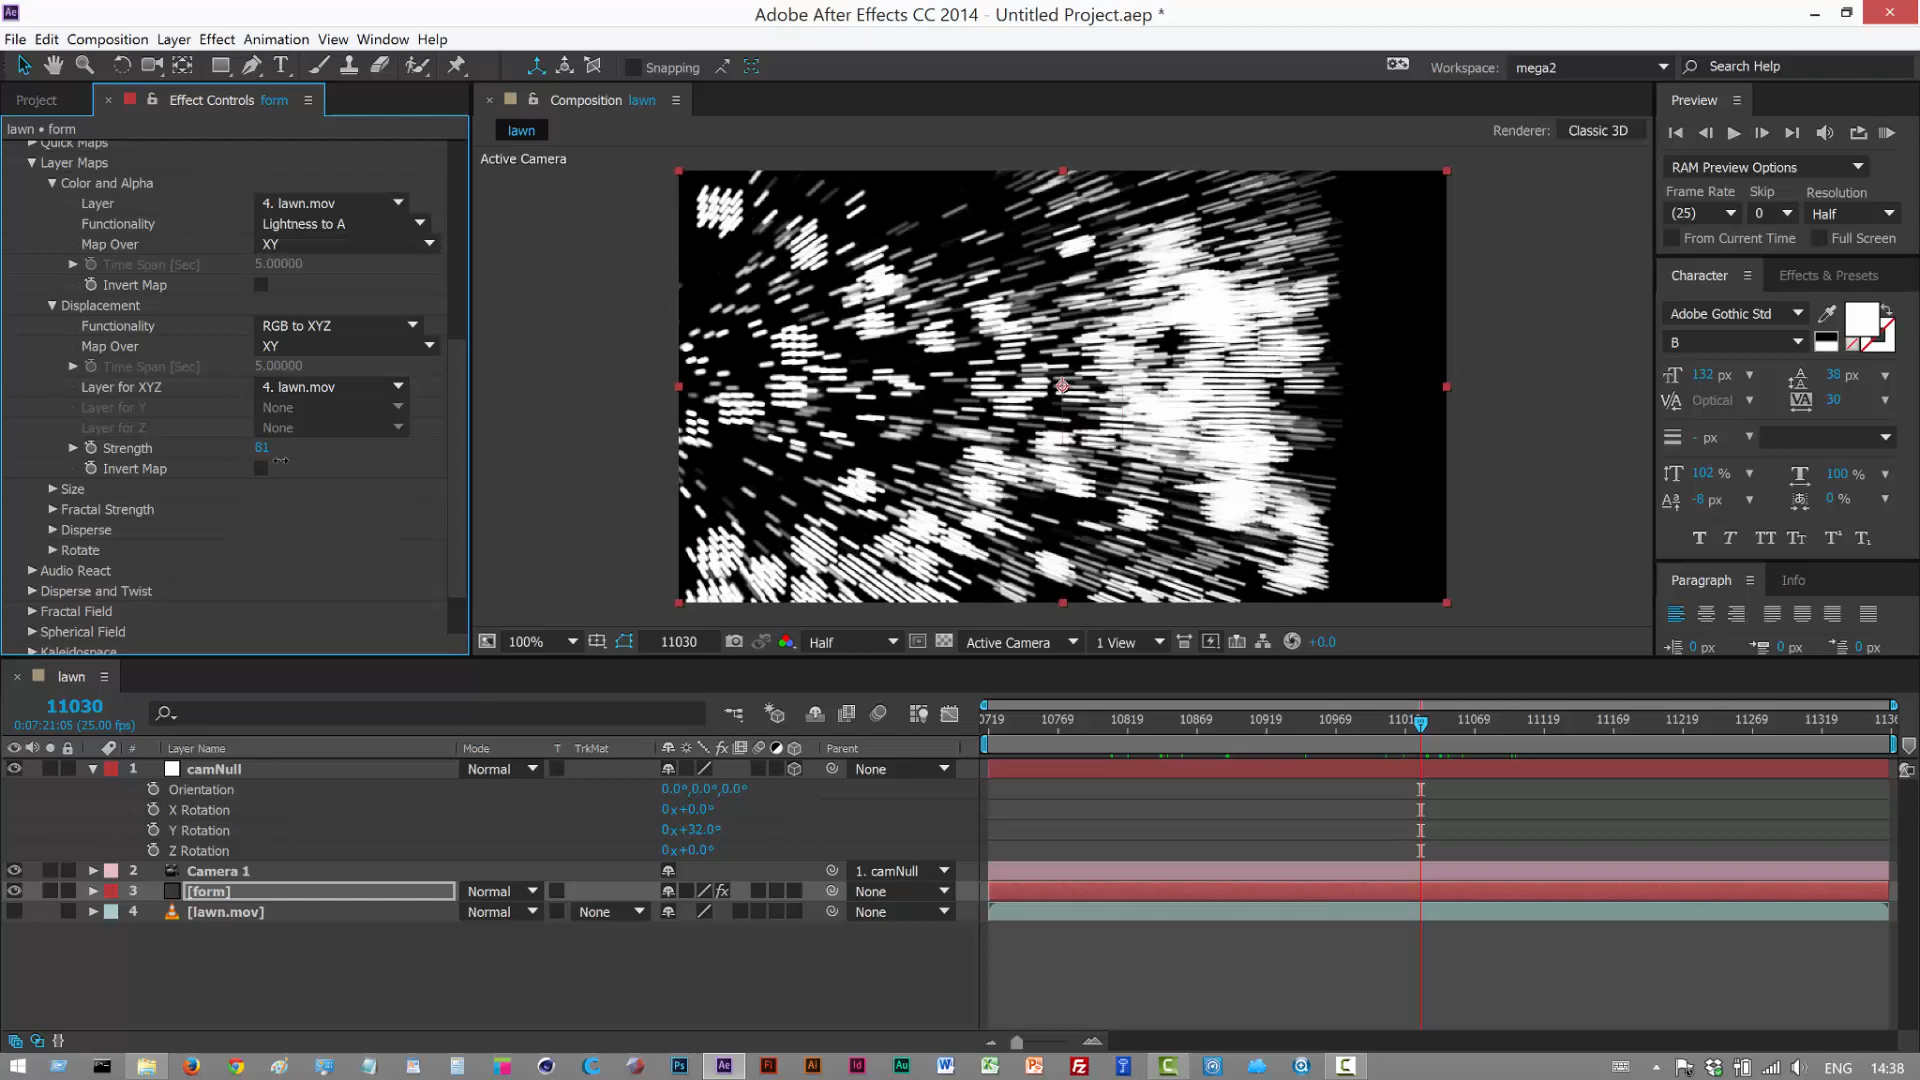 Adobe After Effects CC 2014 - Untitled Project.aep *
File Edit Composition Layer Effect Animation View Window Help
Snapping
Workspace: mega2
Search Help
Project
Effect Controls form
Composition lawn
Preview
lawn • form
lawn
Renderer: Classic 3D
Quick Maps
Active Camera
Layer Maps
Color and Alpha
Layer 4. lawn.mov
Functionality Lightness to A
Map Over XY
Time Span [Sec] 5.00000
Invert Map
Displacement
Functionality RGB to XYZ
Map Over XY
Time Span [Sec] 5.00000
Layer for XYZ 4. lawn.mov
Layer for Y None
Layer for Z None
Strength 81
Invert Map
Size
Fractal Strength
Disperse
Rotate
Audio React
Disperse and Twist
Fractal Field
Spherical Field
Kaleidospace
100%
11030
Half
Active Camera
1 View
+0.0
RAM Preview Options
Frame Rate Skip Resolution
(25) 0 Half
From Current Time Full Screen
Character Effects & Presets
Adobe Gothic Std
B
132 px 38 px
Optical 30
- px
102 % 100 %
-8 px 0 %
T T TT Tт T¹ T₁
Paragraph Info
0 px 0 px 0 px
lawn
11030
0:07:21:05 (25.00 fps)
0719 10769 10819 10869 10919 10969 1101 11069 11119 11169 11219 11269 11319 1136
# Layer Name Mode T TrkMat fx Parent
1 camNull Normal None
Orientation 0.0°,0.0°,0.0°
X Rotation 0x+0.0°
Y Rotation 0x+32.0°
Z Rotation 0x+0.0°
2 Camera 1 1. camNull
3 [form] Normal fx None
4 [lawn.mov] Normal None None
ENG 14:38